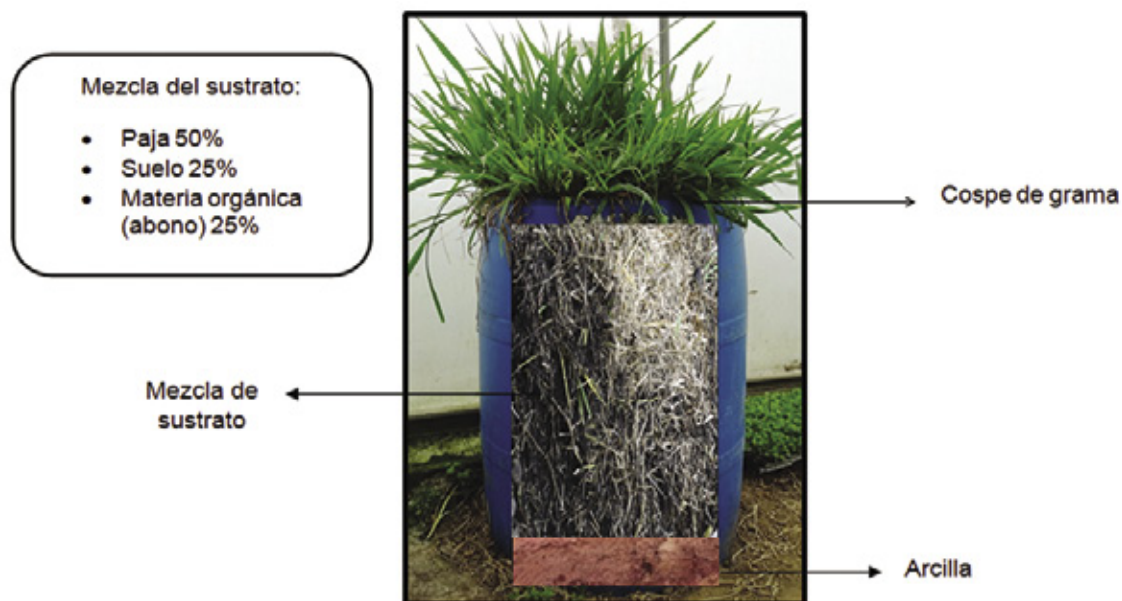 Mezcla del sustrato:
• Paja 50%
• Suelo 25%
• Materia orgánica
(abono) 25%
Cospe de grama
Mezcla de
sustrato
Arcilla